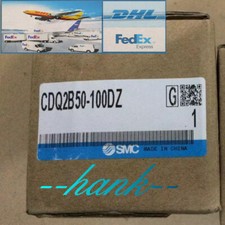 DHL
FedEx
Express
CDQ2B50-100DZ
G
1
SMC
MADE IN CHINA
--hank--